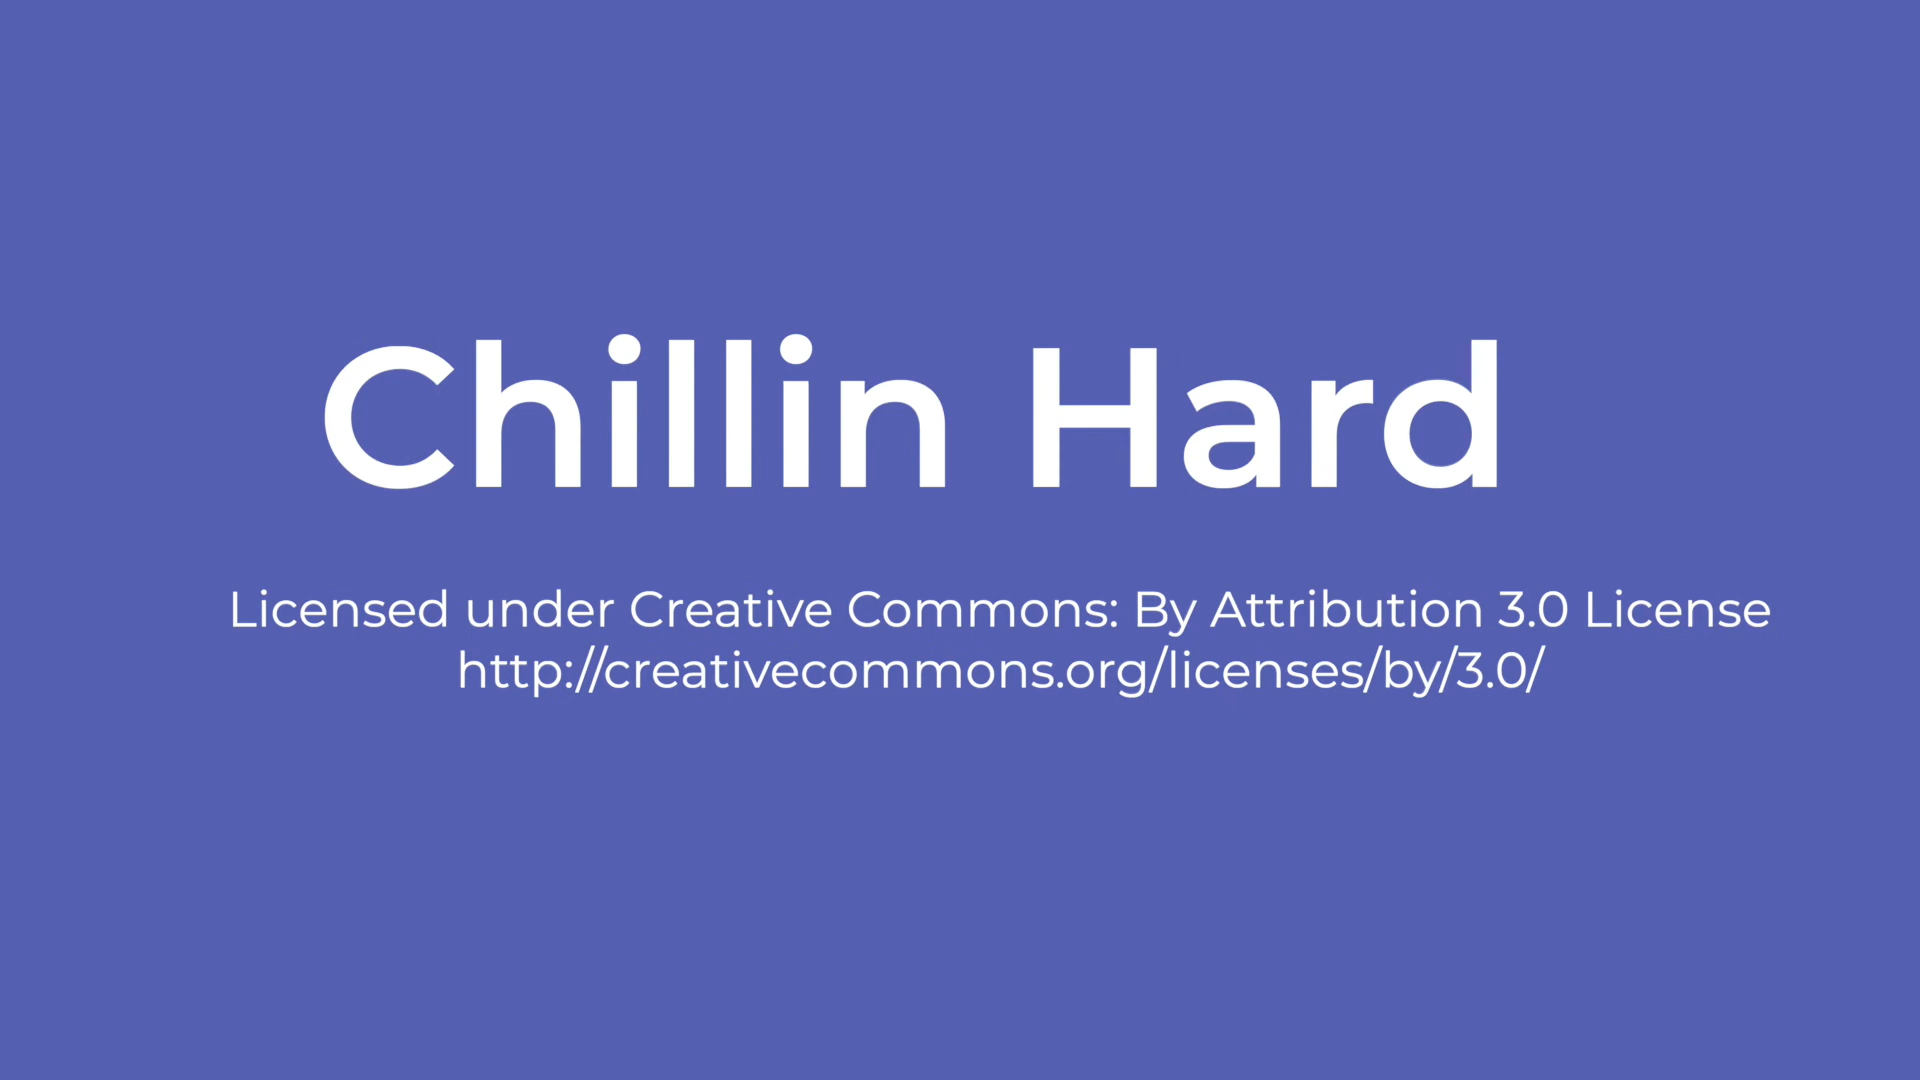 Chillin Hard
Licensed under Creative Commons: By Attribution 3.0 License
http://creativecommons.org/licenses/by/3.0/